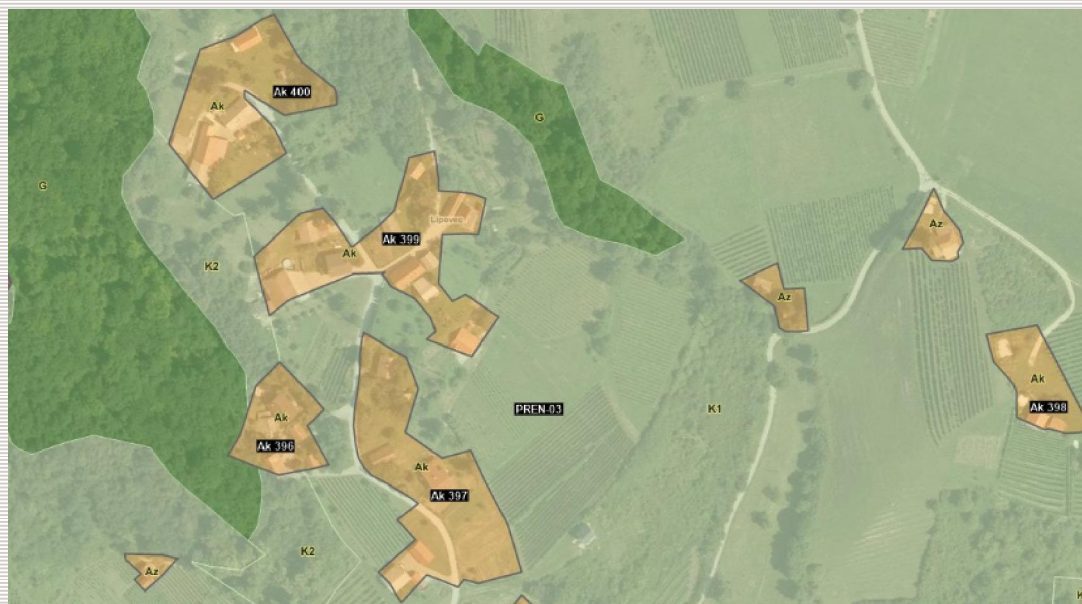 Ak 400
Ak
G
G
Lipovec
Az
Ak 399
Ak
K2
Az
Ak
Ak 398
PREN-03
K1
Ak
Ak 396
Ak
Ak 397
K2
Az